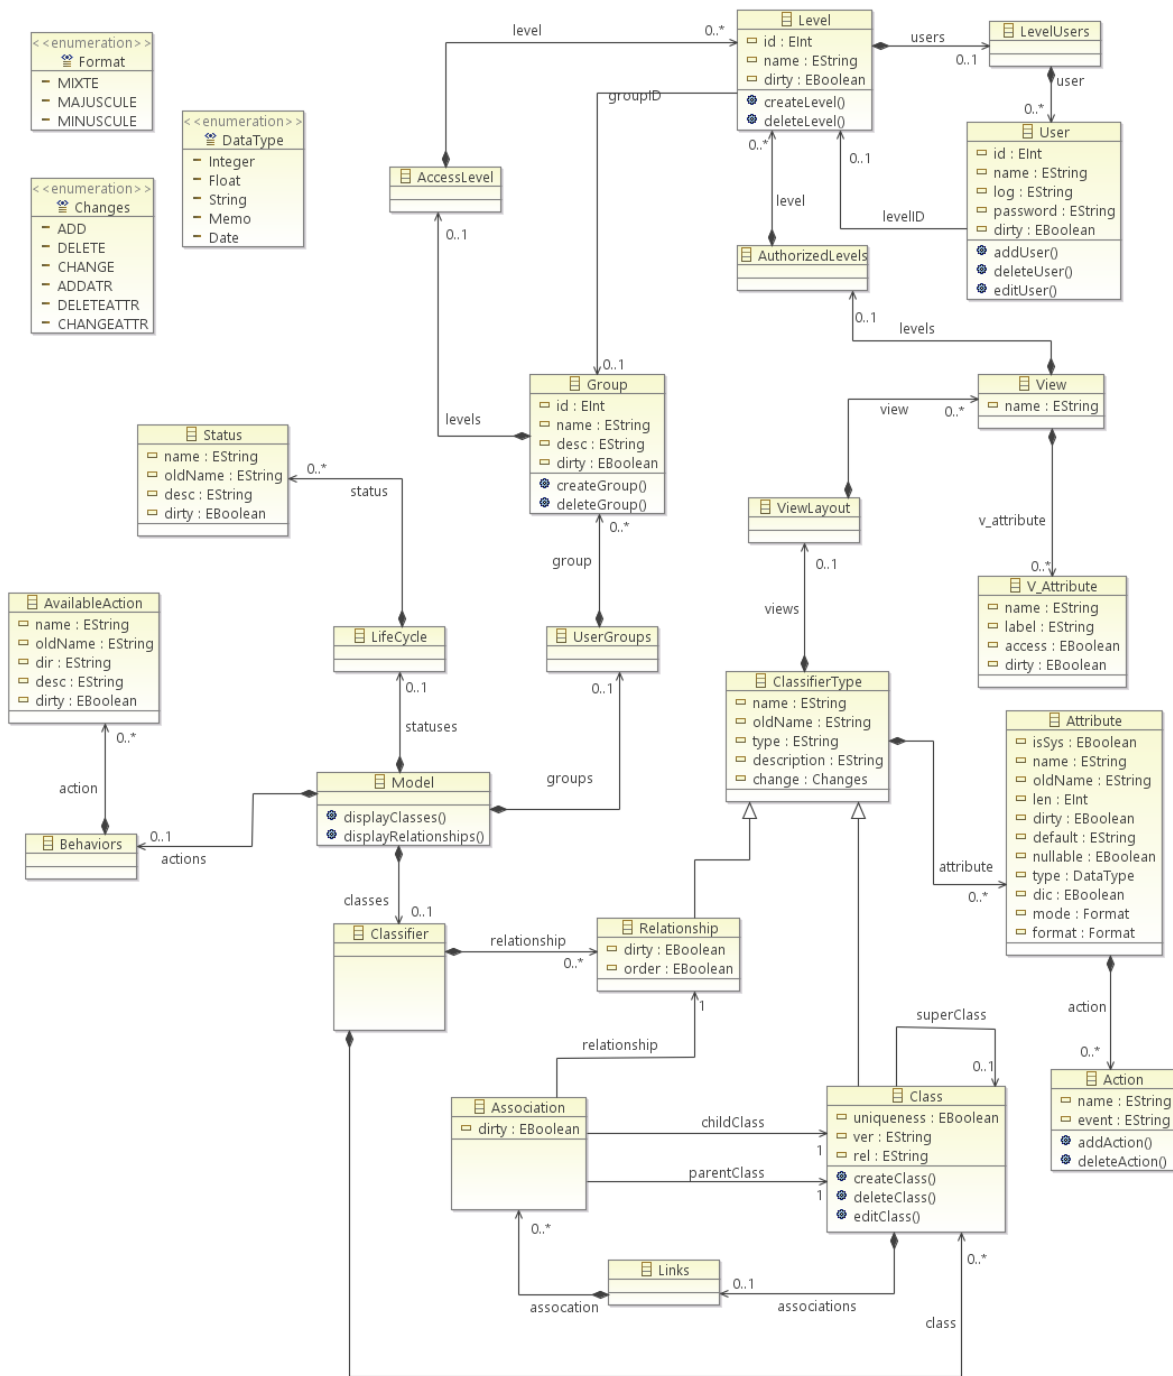 <<enumeration>>
Format
MIXTE
MAJUSCULE
MINUSCULE
<<enumeration>>
DataType
Integer
Float
String
Memo
Date
<<enumeration>>
Changes
ADD
DELETE
CHANGE
ADDATR
DELETEATTR
CHANGEATTR
level
0..*
Level
id : EInt
name : EString
dirty : EBoolean
createLevel()
deleteLevel()
users
0..1
LevelUsers
user
0..*
User
id : EInt
name : EString
log : EString
password : EString
dirty : EBoolean
addUser()
deleteUser()
editUser()
groupID
0..*
0..1
levelID
level
AccessLevel
0..1
AuthorizedLevels
0..1
levels
0..1
Group
id : EInt
name : EString
desc : EString
dirty : EBoolean
createGroup()
deleteGroup()
levels
0..*
group
View
name : EString
view
0..*
ViewLayout
0..1
v_attribute
0..*
V_Attribute
name : EString
label : EString
access : EBoolean
dirty : EBoolean
Status
name : EString
oldName : EString
desc : EString
dirty : EBoolean
0..*
status
AvailableAction
name : EString
oldName : EString
dir : EString
desc : EString
dirty : EBoolean
0..*
action
LifeCycle
0..1
statuses
UserGroups
0..1
groups
views
ClassifierType
name : EString
oldName : EString
type : EString
description : EString
change : Changes
Attribute
isSys : EBoolean
name : EString
oldName : EString
len : EInt
dirty : EBoolean
default : EString
nullable : EBoolean
type : DataType
dic : EBoolean
mode : Format
format : Format
attribute
0..*
Model
displayClasses()
displayRelationships()
Behaviors
0..1
actions
classes
0..1
Classifier
relationship
0..*
Relationship
dirty : EBoolean
order : EBoolean
1
relationship
action
0..*
Action
name : EString
event : EString
addAction()
deleteAction()
superClass
0..1
Association
dirty : EBoolean
childClass
1
parentClass
1
Class
uniqueness : EBoolean
ver : EString
rel : EString
createClass()
deleteClass()
editClass()
0..*
Links
0..1
assocation
associations
0..*
class